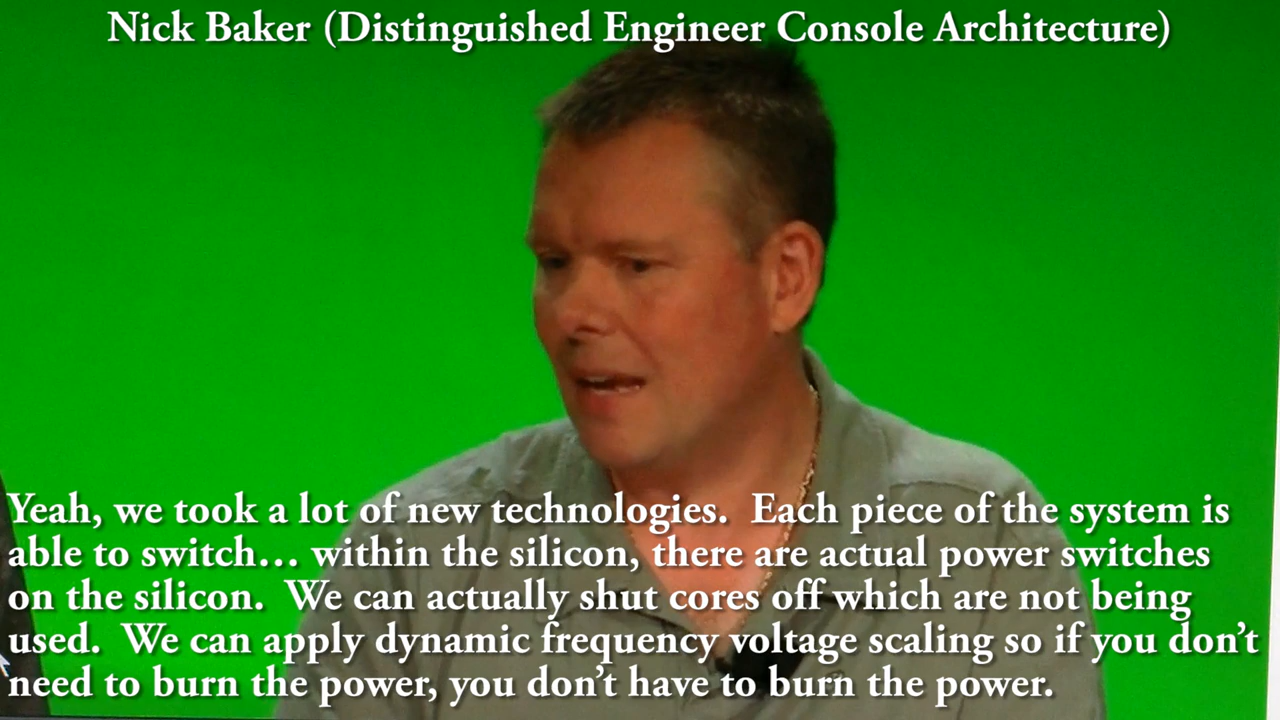 Nick Baker (Distinguished Engineer Console Architecture)
Yeah, we took a lot of new technologies.  Each piece of the system is
able to switch... within the silicon, there are actual power switches
on the silicon.  We can actually shut cores off which are not being
used.  We can apply dynamic frequency voltage scaling so if you don't
need to burn the power, you don't have to burn the power.